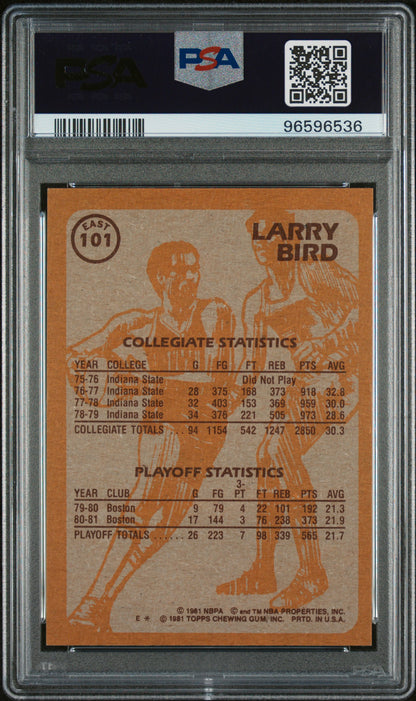 PSA
PSA
96596536
EAST
101
LARRY
BIRD
COLLEGIATE STATISTICS
YEAR COLLEGE G FG FT REB PTS AVG
75-76 Indiana State Did Not Play
76-77 Indiana State 28 375 168 373 918 32.8
77-78 Indiana State 32 403 153 369 959 30.0
78-79 Indiana State 34 376 221 505 973 28.6
COLLEGIATE TOTALS . . 94 1154 542 1247 2850 30.3
PLAYOFF STATISTICS
3-
YEAR CLUB G FG PT FT REB PTS AVG
79-80 Boston 9 79 4 22 101 192 21.3
80-81 Boston 17 144 3 76 238 373 21.9
PLAYOFF TOTALS . . . . . . 26 223 7 98 339 565 21.7
© 1981 NBPA © and TM NBA PROPERTIES, INC.
E * © 1981 TOPPS CHEWING GUM, INC. PRTD. IN U.S.A.
PSA